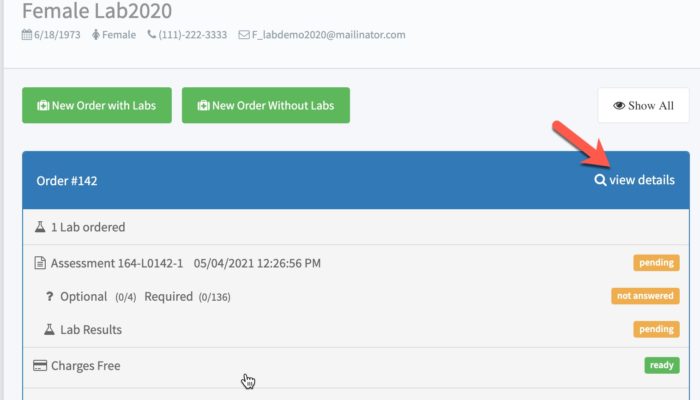 Female Lab2020
6/18/1973 Female (111)-222-3333 F_labdemo2020@mailinator.com
New Order with Labs New Order Without Labs Show All
Order #142 view details
1 Lab ordered
Assessment 164-L0142-1 05/04/2021 12:26:56 PM pending
? Optional (0/4) Required (0/136) not answered
Lab Results pending
Charges Free ready